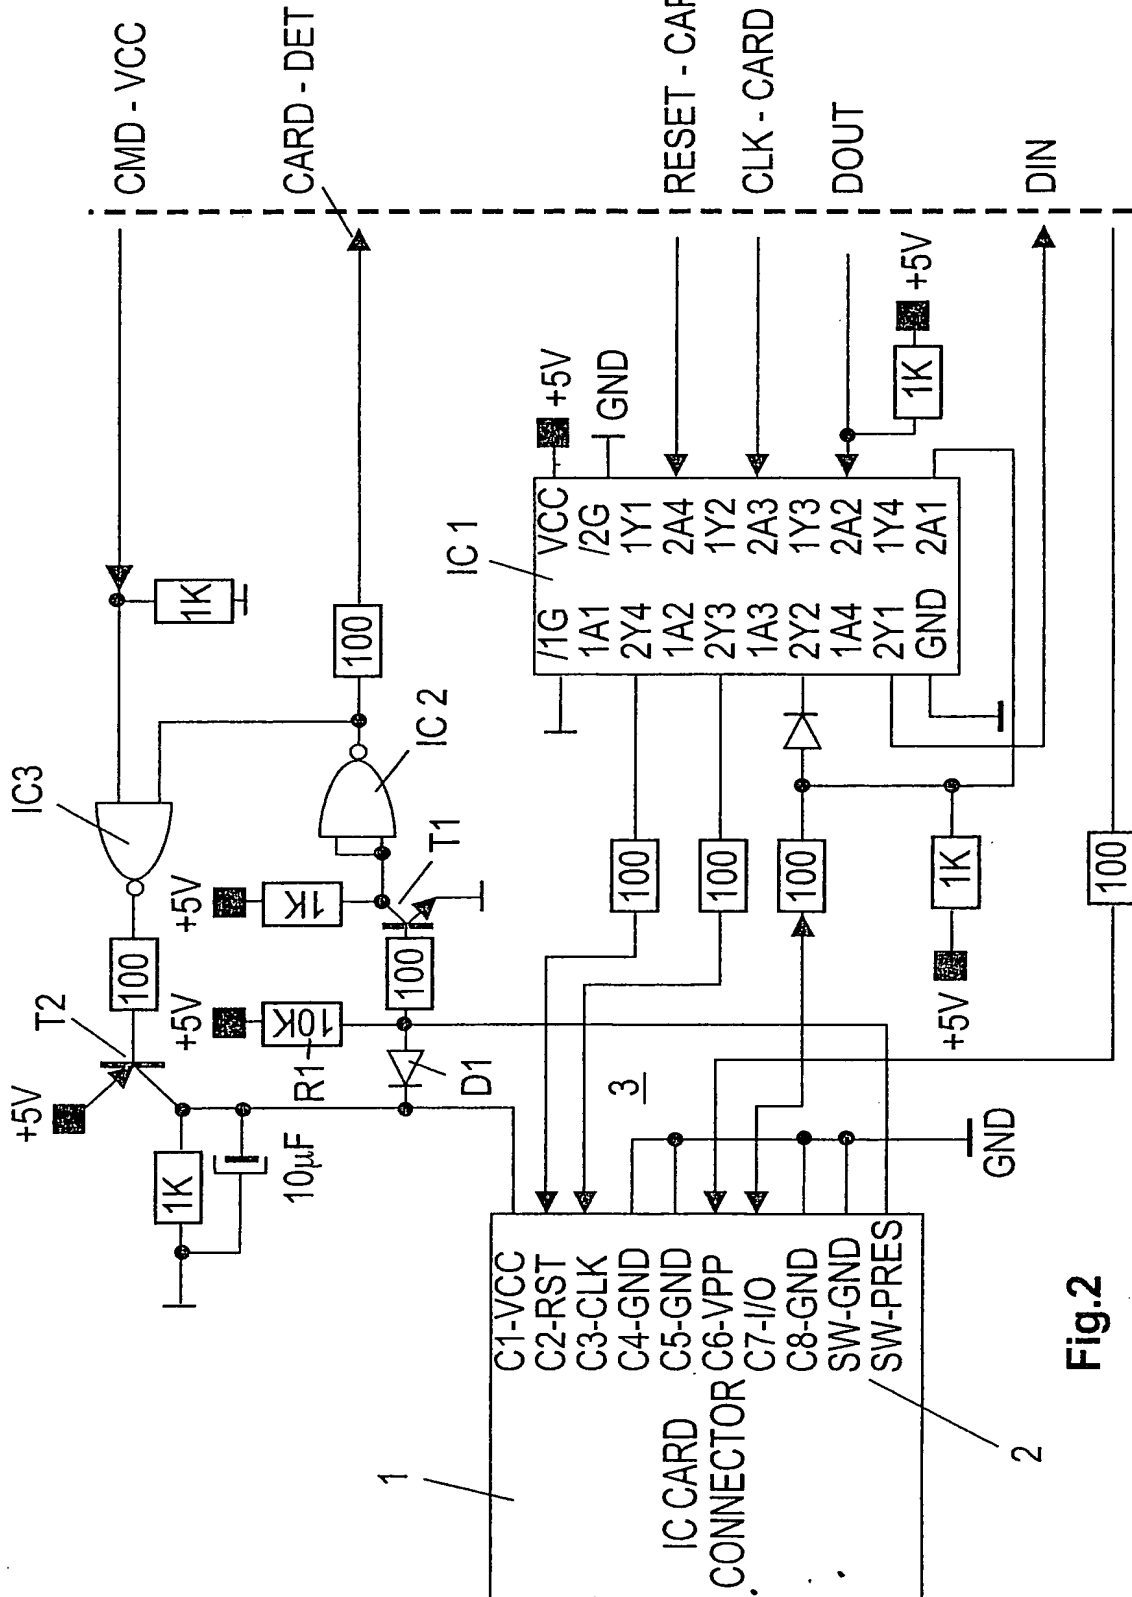 CMD - VCC
CARD - DET
RESET - CAR
CLK - CARD
DOUT
DIN
+5V
GND
+5V
1K
IC 1
/1G VCC
1A1 /2G
2Y4 1Y1
1A2 2A4
2Y3 1Y2
1A3 2A3
2Y2 1Y3
1A4 2A2
2Y1 1Y4
GND 2A1
1K
100
IC 2
IC3
T1
+5V
1K
100
T2
+5V
10K
R1
100
D1
+5V
1K
10µF
100
100
100
1K
+5V
100
3
GND
C1-VCC
C2-RST
C3-CLK
C4-GND
C5-GND
C6-VPP
C7-I/O
C8-GND
SW-GND
SW-PRES
IC CARD
CONNECTOR
1
2
Fig.2